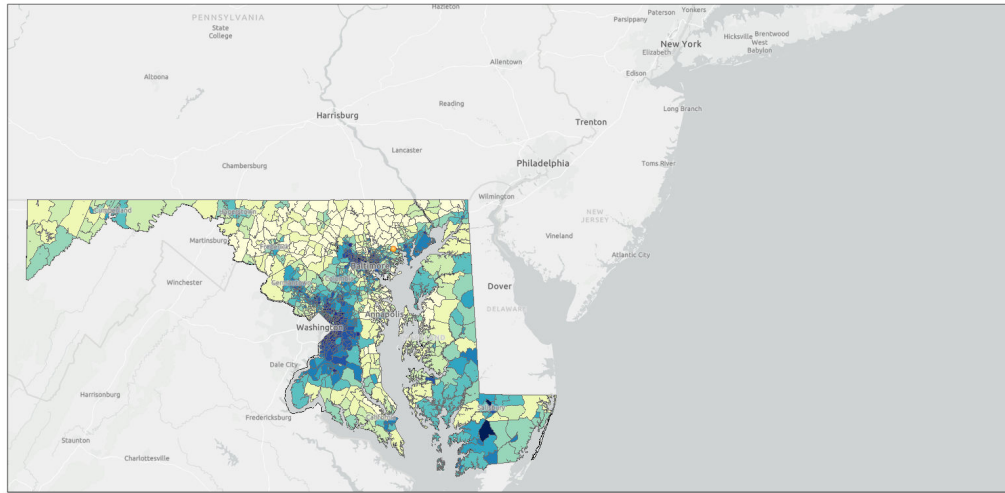 Hazleton
Paterson
Yonkers
Parsippany
PENNSYLVANIA
State
College
New York
Hicksville
Brentwood
West
Babylon
Elizabeth
Edison
Altoona
Allentown
Reading
Long Branch
Harrisburg
Trenton
Lancaster
Philadelphia
Chambersburg
Toms River
Wilmington
NEW
JERSEY
Martinsburg
Vineland
Atlantic City
Baltimore
Winchester
Dover
DELAWARE
Annapolis
Washington
Dale City
Harrisonburg
Fredericksburg
Salisbury
Staunton
Charlottesville